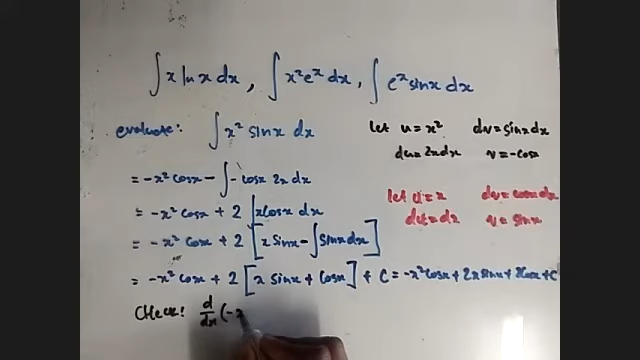 ∫ x ln x dx , ∫ x²eˣ dx , ∫ eˣ sinx dx
evaluate: ∫ x² sinx dx
let u = x² dv = sinx dx
du = 2x dx v = -cosx
= -x² cosx - ∫ -cosx 2x dx
= -x² cosx + 2 ∫ x cosx dx
let u = x dv = cosx dx
du = dx v = sinx
= -x² cosx + 2 [x sinx - ∫ sinx dx]
= -x² cosx + 2 [x sinx + cosx] + C = -x² cosx + 2x sinx + 2cosx + C
Check: d/dx (-x